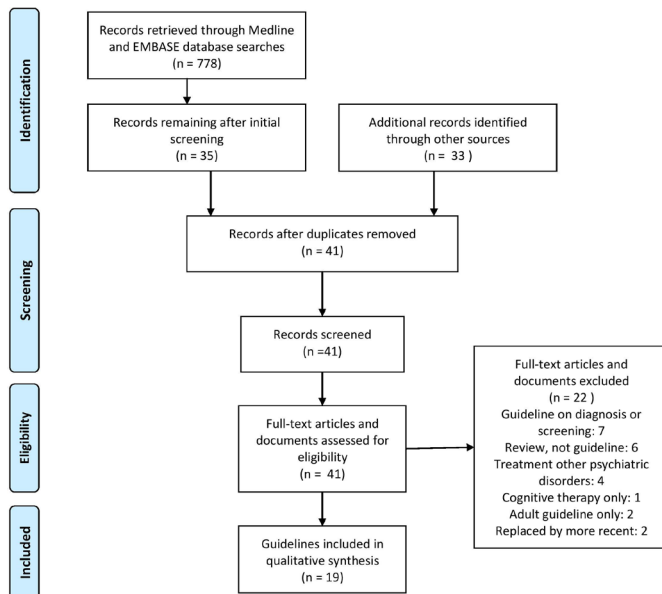 Identification
Records retrieved through Medline
and EMBASE database searches
(n = 778)
Records remaining after initial
screening
(n = 35)
Additional records identified
through other sources
(n = 33 )
Screening
Records after duplicates removed
(n = 41)
Records screened
(n =41)
Eligibility
Full-text articles and
documents assessed for
eligibility
(n = 41)
Full-text articles and
documents excluded
(n = 22 )
Guideline on diagnosis or
screening: 7
Review, not guideline: 6
Treatment other psychiatric
disorders: 4
Cognitive therapy only: 1
Adult guideline only: 2
Replaced by more recent: 2
Included
Guidelines included in
qualitative synthesis
(n = 19)